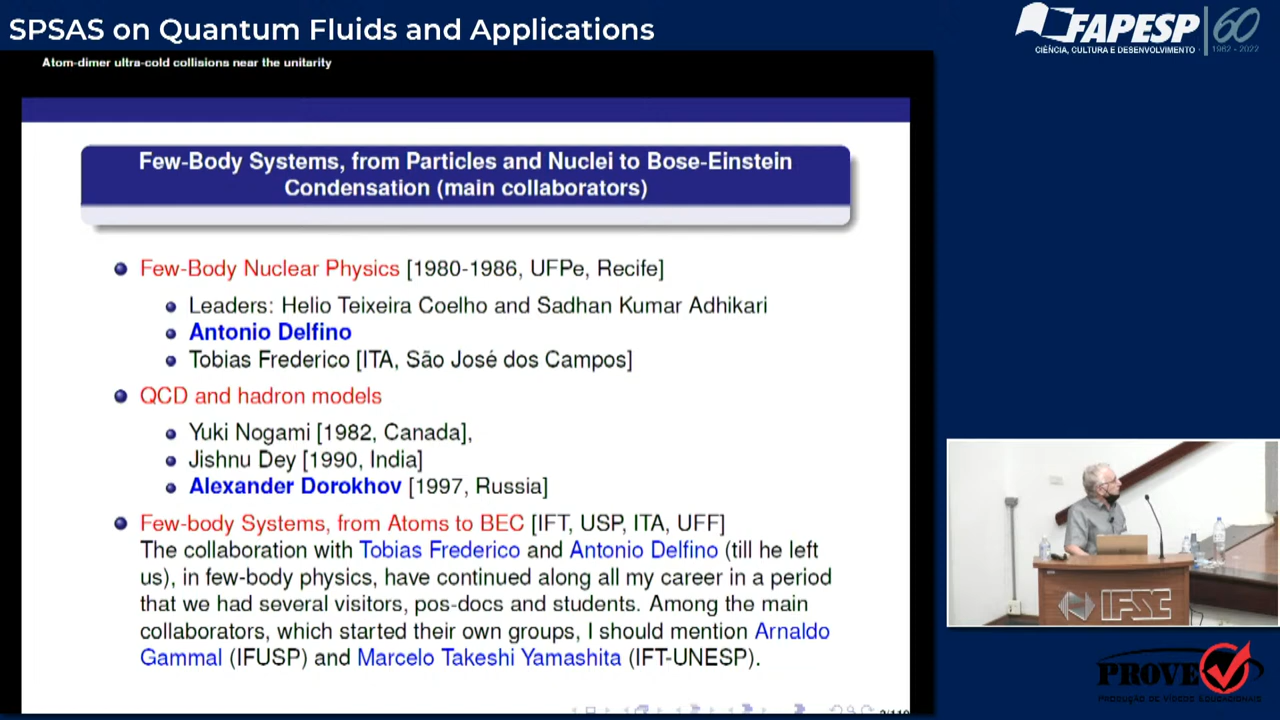 SPSAS on Quantum Fluids and Applications
FAPESP 60
CIÊNCIA, CULTURA E DESENVOLVIMENTO 1962 - 2022
Atom-dimer ultra-cold collisions near the unitarity
Few-Body Systems, from Particles and Nuclei to Bose-Einstein
Condensation (main collaborators)
Few-Body Nuclear Physics [1980-1986, UFPe, Recife]
Leaders: Helio Teixeira Coelho and Sadhan Kumar Adhikari
Antonio Delfino
Tobias Frederico [ITA, São José dos Campos]
QCD and hadron models
Yuki Nogami [1982, Canada],
Jishnu Dey [1990, India]
Alexander Dorokhov [1997, Russia]
Few-body Systems, from Atoms to BEC [IFT, USP, ITA, UFF]
The collaboration with Tobias Frederico and Antonio Delfino (till he left
us), in few-body physics, have continued along all my career in a period
that we had several visitors, pos-docs and students. Among the main
collaborators, which started their own groups, I should mention Arnaldo
Gammal (IFUSP) and Marcelo Takeshi Yamashita (IFT-UNESP).
IFSC
PROVE
PRODUÇÃO DE VÍDEOS EDUCACIONAIS